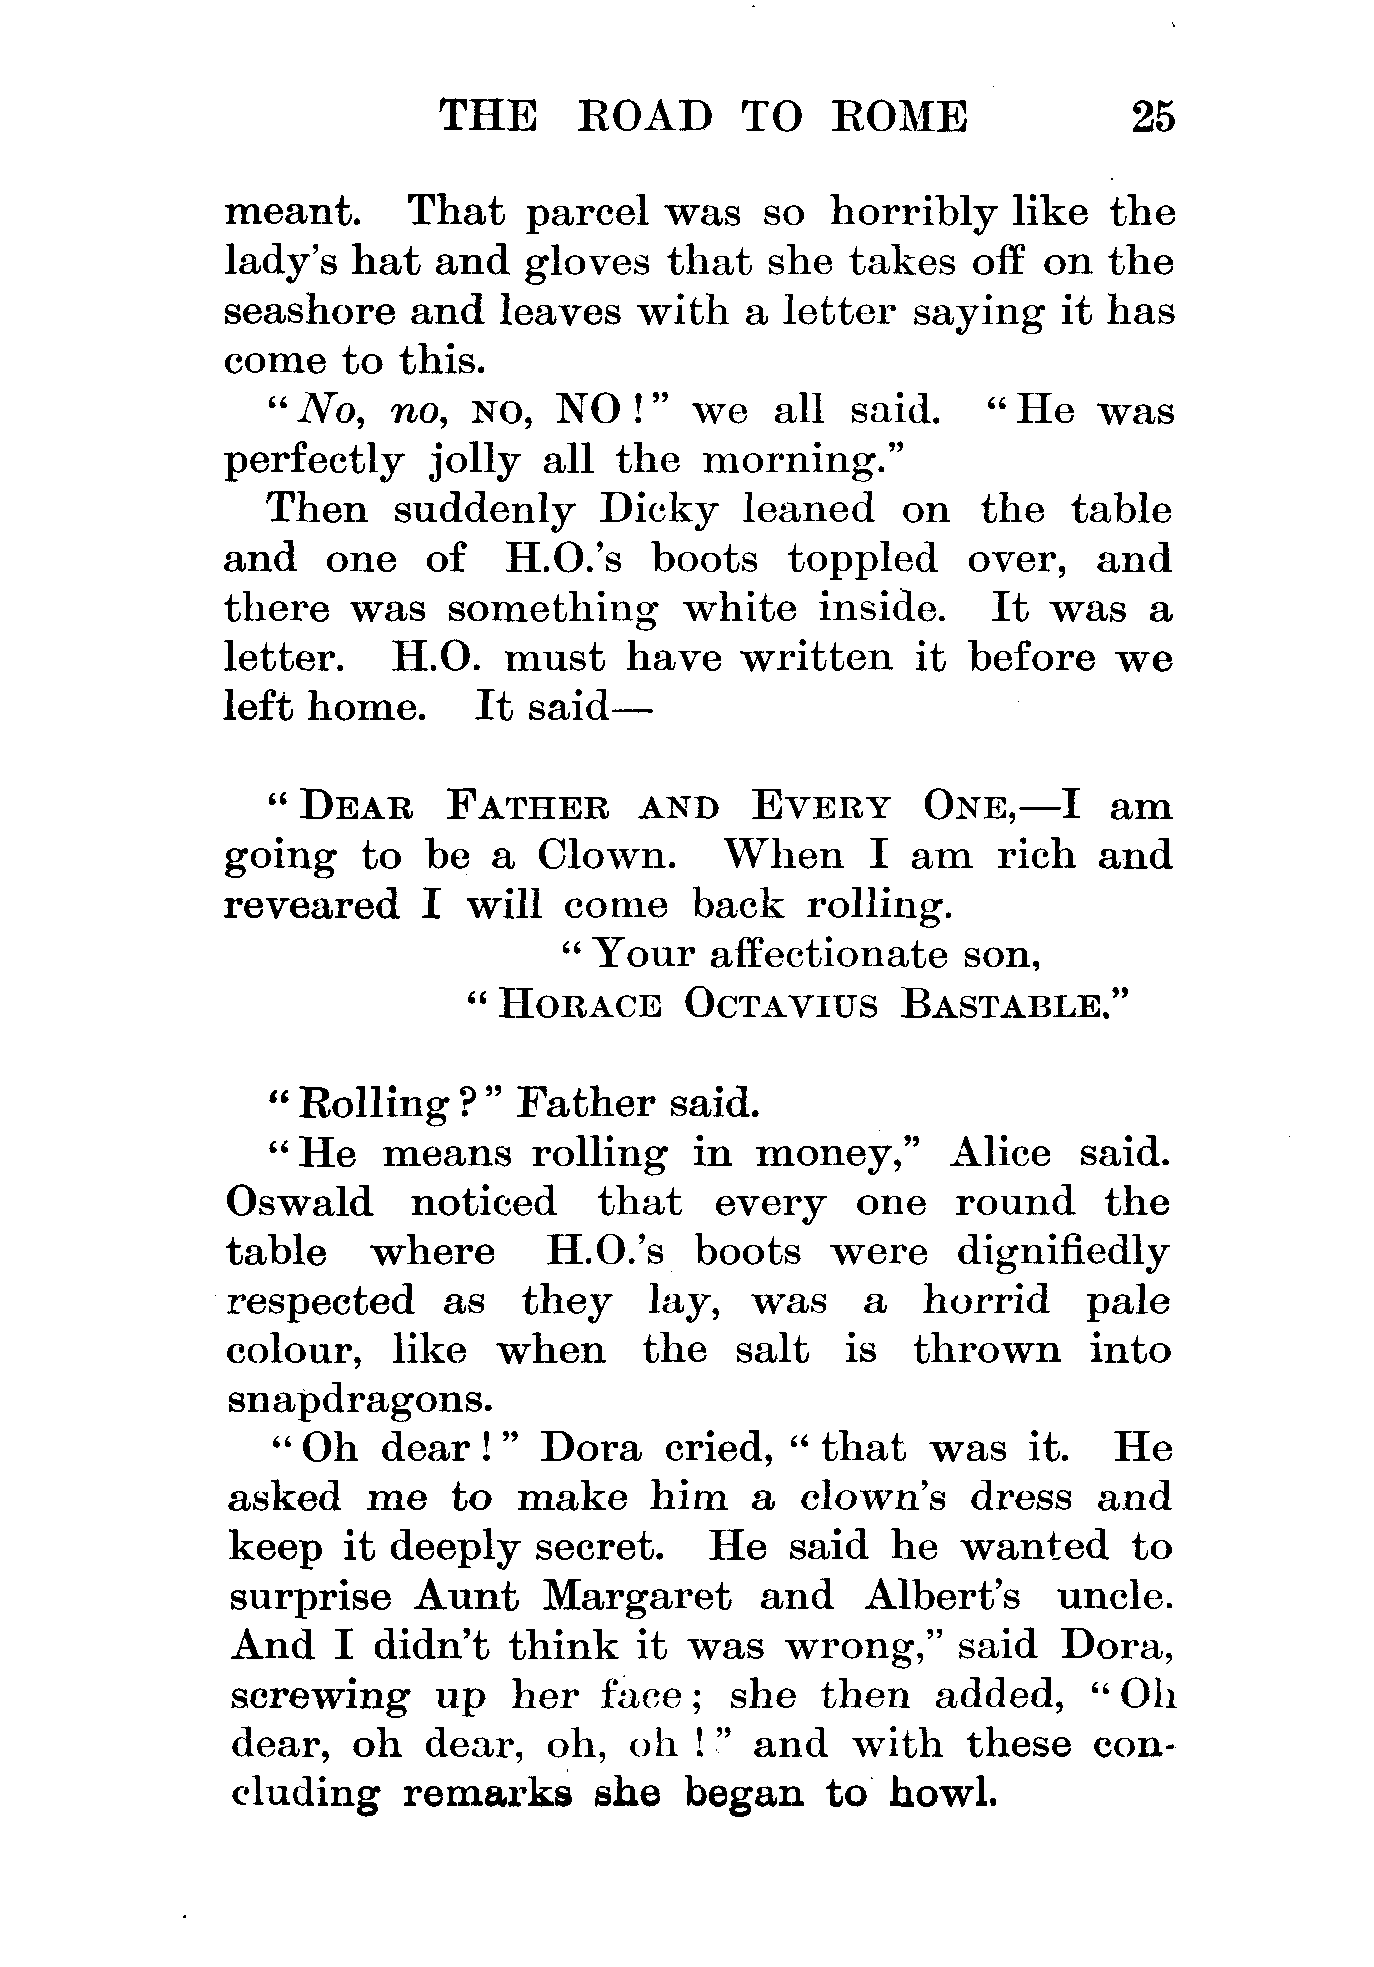 THE ROAD TO ROME 25
meant. That parcel was so horribly like the
lady's hat and gloves that she takes off on the
seashore and leaves with a letter saying it has
come to this.
"No, no, NO, NO!" we all said. "He was
perfectly jolly all the morning."
Then suddenly Dicky leaned on the table
and one of H.O.'s boots toppled over, and
there was something white inside. It was a
letter. H.O. must have written it before we
left home. It said—
"DEAR FATHER AND EVERY ONE,—I am
going to be a Clown. When I am rich and
reveared I will come back rolling.
"Your affectionate son,
"HORACE OCTAVIUS BASTABLE."
"Rolling?" Father said.
"He means rolling in money," Alice said.
Oswald noticed that every one round the
table where H.O.'s boots were dignifiedly
respected as they lay, was a horrid pale
colour, like when the salt is thrown into
snapdragons.
"Oh dear!" Dora cried, "that was it. He
asked me to make him a clown's dress and
keep it deeply secret. He said he wanted to
surprise Aunt Margaret and Albert's uncle.
And I didn't think it was wrong," said Dora,
screwing up her face; she then added, "Oh
dear, oh dear, oh, oh!" and with these con-
cluding remarks she began to howl.